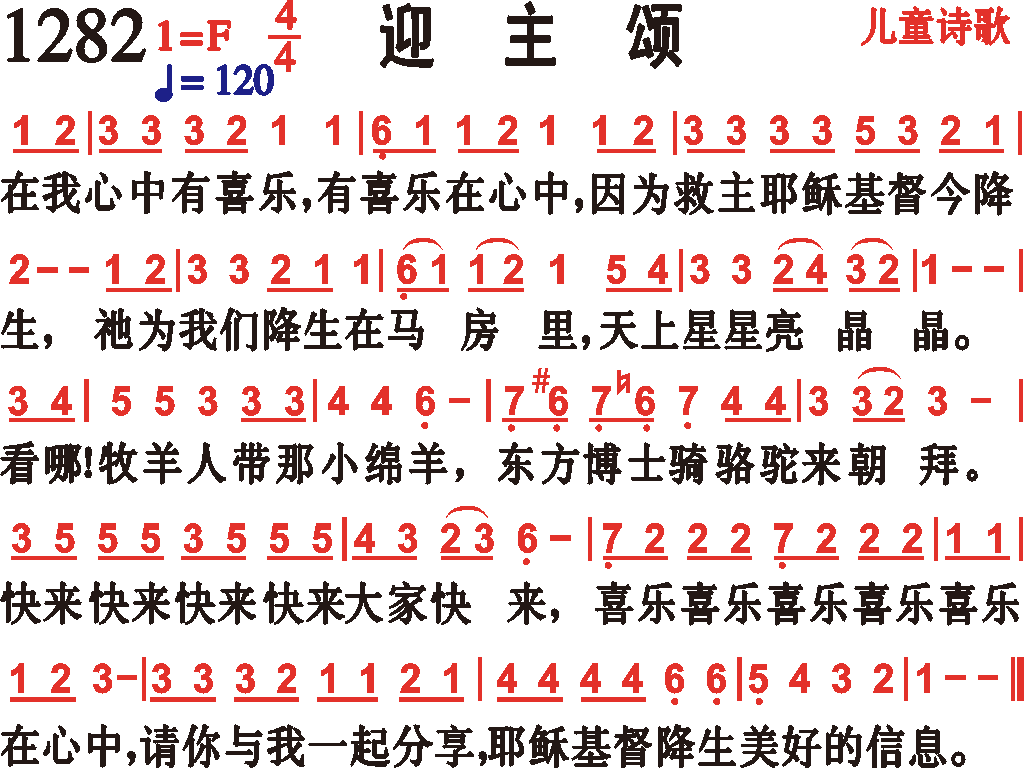 1282 1=F 4/4 迎 主 颂 儿童诗歌
♩= 120
1 2|3 3 3 2 1 1|6 1 1 2 1 1 2|3 3 3 3 5 3 2 1|
在我心中有喜乐,有喜乐在心中,因为救主耶稣基督今降
2-- 1 2|3 3 2 1 1|6 1 1 2 1 5 4|3 3 2 4 3 2|1--|
生，祂为我们降生在马 房 里,天上星星亮 晶 晶。
3 4| 5 5 3 3 3|4 4 6 -|7 #6 7 ♮6 7 4 4|3 3 2 3 -|
看哪!牧羊人带那小绵羊，东方博士骑骆驼来朝 拜。
3 5 5 5 3 5 5 5|4 3 2 3 6 -|7 2 2 2 7 2 2 2|1 1
快来快来快来快来大家快 来，喜乐喜乐喜乐喜乐喜乐
1 2 3-|3 3 3 2 1 1 2 1|4 4 4 4 6 6|5 4 3 2|1--‖
在心中,请你与我一起分享,耶稣基督降生美好的信息。